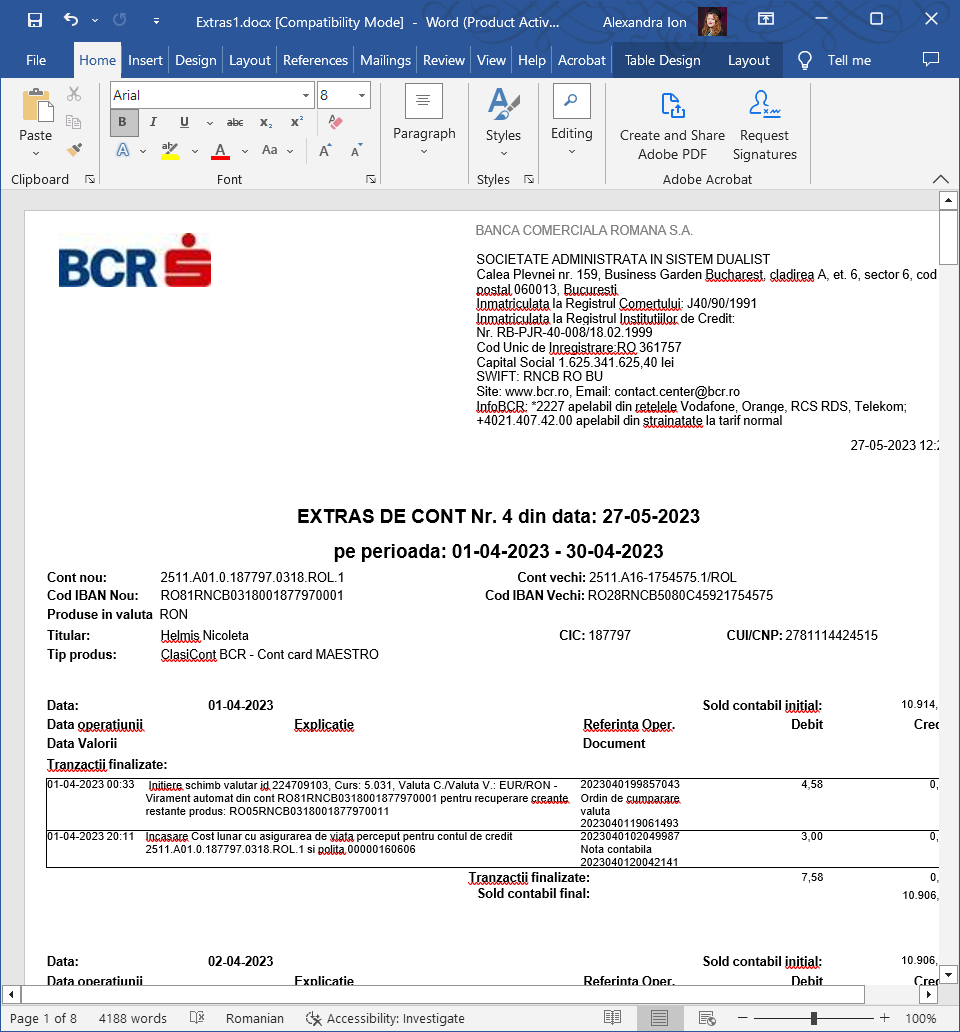 Extras1.docx [Compatibility Mode] - Word (Product Activ...
Alexandra Ion
File Home Insert Design Layout References Mailings Review View Help Acrobat Table Design Layout Tell me
Arial 8
Paste
B I U abc x₂ x²
A ab A Aa A A
Paragraph
Styles
Editing
Create and Share Adobe PDF
Request Signatures
Clipboard Font Styles Adobe Acrobat
BCR
BANCA COMERCIALA ROMANA S.A.
SOCIETATE ADMINISTRATA IN SISTEM DUALIST
Calea Plevnei nr. 159, Business Garden Bucharest, cladirea A, et. 6, sector 6, cod
postal 060013, Bucuresti
Inmatriculata la Registrul Comertului: J40/90/1991
Inmatriculata la Registrul Institutiilor de Credit:
Nr. RB-PJR-40-008/18.02.1999
Cod Unic de Inregistrare:RO 361757
Capital Social 1.625.341.625,40 lei
SWIFT: RNCB RO BU
Site: www.bcr.ro, Email: contact.center@bcr.ro
InfoBCR: *2227 apelabil din retelele Vodafone, Orange, RCS RDS, Telekom;
+4021.407.42.00 apelabil din strainatate la tarif normal
27-05-2023 12:2
EXTRAS DE CONT Nr. 4 din data: 27-05-2023
pe perioada: 01-04-2023 - 30-04-2023
Cont nou: 2511.A01.0.187797.0318.ROL.1 Cont vechi: 2511.A16-1754575.1/ROL
Cod IBAN Nou: RO81RNCB0318001877970001 Cod IBAN Vechi: RO28RNCB5080C45921754575
Produse in valuta RON
Titular: Helmis Nicoleta CIC: 187797 CUI/CNP: 2781114424515
Tip produs: ClasiCont BCR - Cont card MAESTRO
Data: 01-04-2023 Sold contabil initial: 10.914,
Data operatiunii Explicatie Referinta Oper. Debit Cred
Data Valorii Document
Tranzactii finalizate:
01-04-2023 00:33 Initiere schimb valutar id 224709103, Curs: 5.031, Valuta C./Valuta V.: EUR/RON - 2023040199857043 4,58 0,
Virament automat din cont RO81RNCB0318001877970001 pentru recuperare creante Ordin de cumparare
restante produs: RO05RNCB0318001877970011 valuta
2023040119061493
01-04-2023 20:11 Incasare Cost lunar cu asigurarea de viata perceput pentru contul de credit 2023040102049987 3,00 0,
2511.A01.0.187797.0318.ROL.1 si polita 00000160606 Nota contabila
2023040120042141
Tranzactii finalizate: 7,58 0,
Sold contabil final: 10.906,
Data: 02-04-2023 Sold contabil initial: 10.906,
Data operatiunii Explicatie Referinta Oper. Debit Cred
Page 1 of 8 4188 words Romanian Accessibility: Investigate 100%